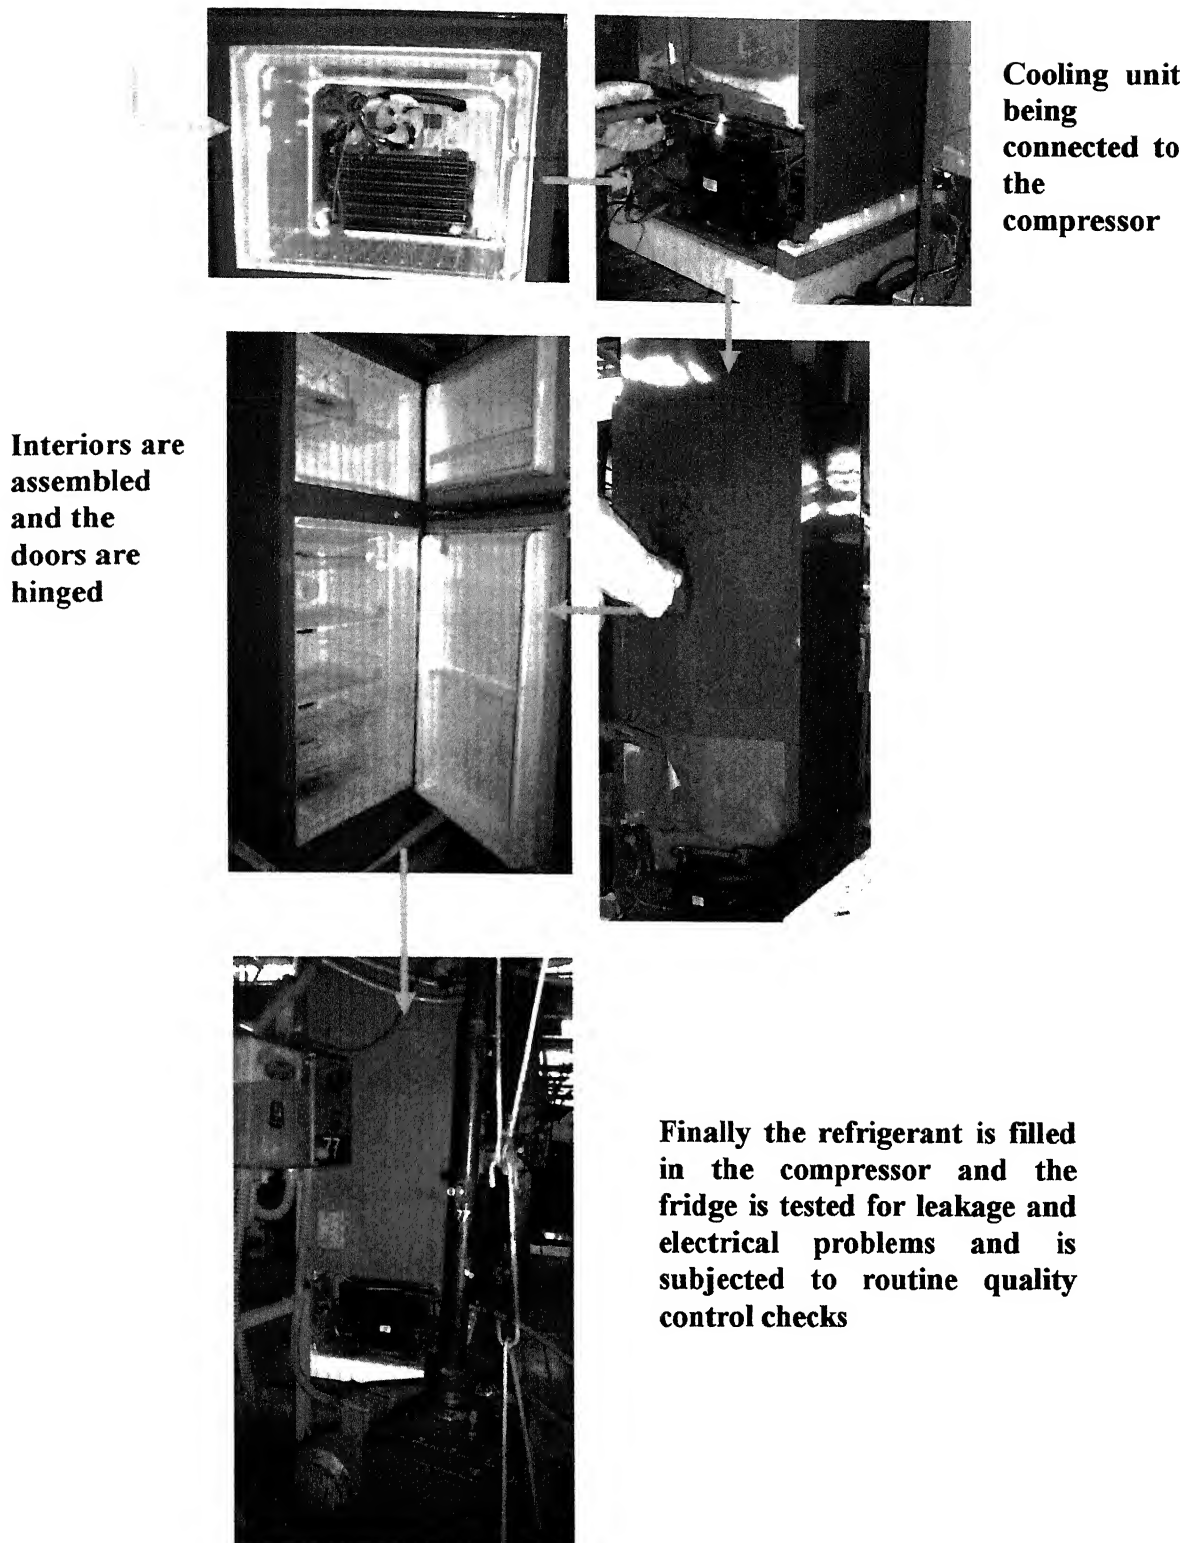 Cooling unit
being
connected to
the
compressor
Interiors are
assembled
and the
doors are
hinged
77
77
Finally the refrigerant is filled
in the compressor and the
fridge is tested for leakage and
electrical problems and is
subjected to routine quality
control checks